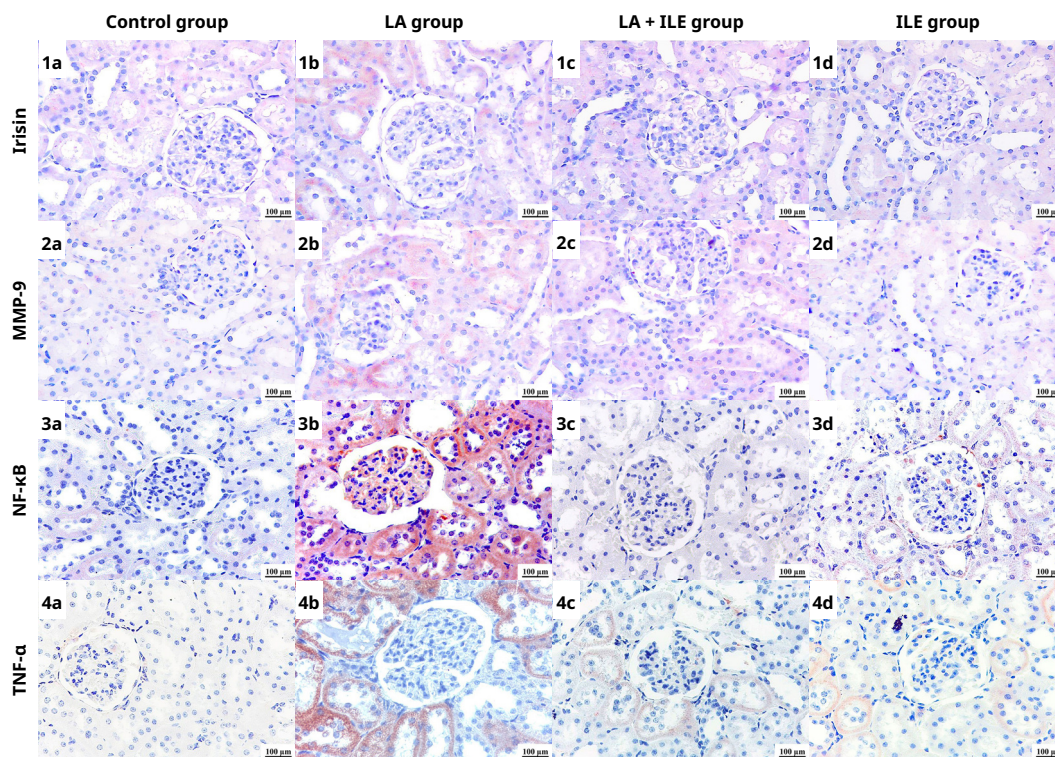 Control group LA group LA + ILE group ILE group
Irisin
1a 1b 1c 1d
100 µm 100 µm 100 µm 100 µm
MMP-9
2a 2b 2c 2d
100 µm 100 µm 100 µm 100 µm
NF-κB
3a 3b 3c 3d
100 µm 100 µm 100 µm 100 µm
TNF-α
4a 4b 4c 4d
100 µm 100 µm 100 µm 100 µm